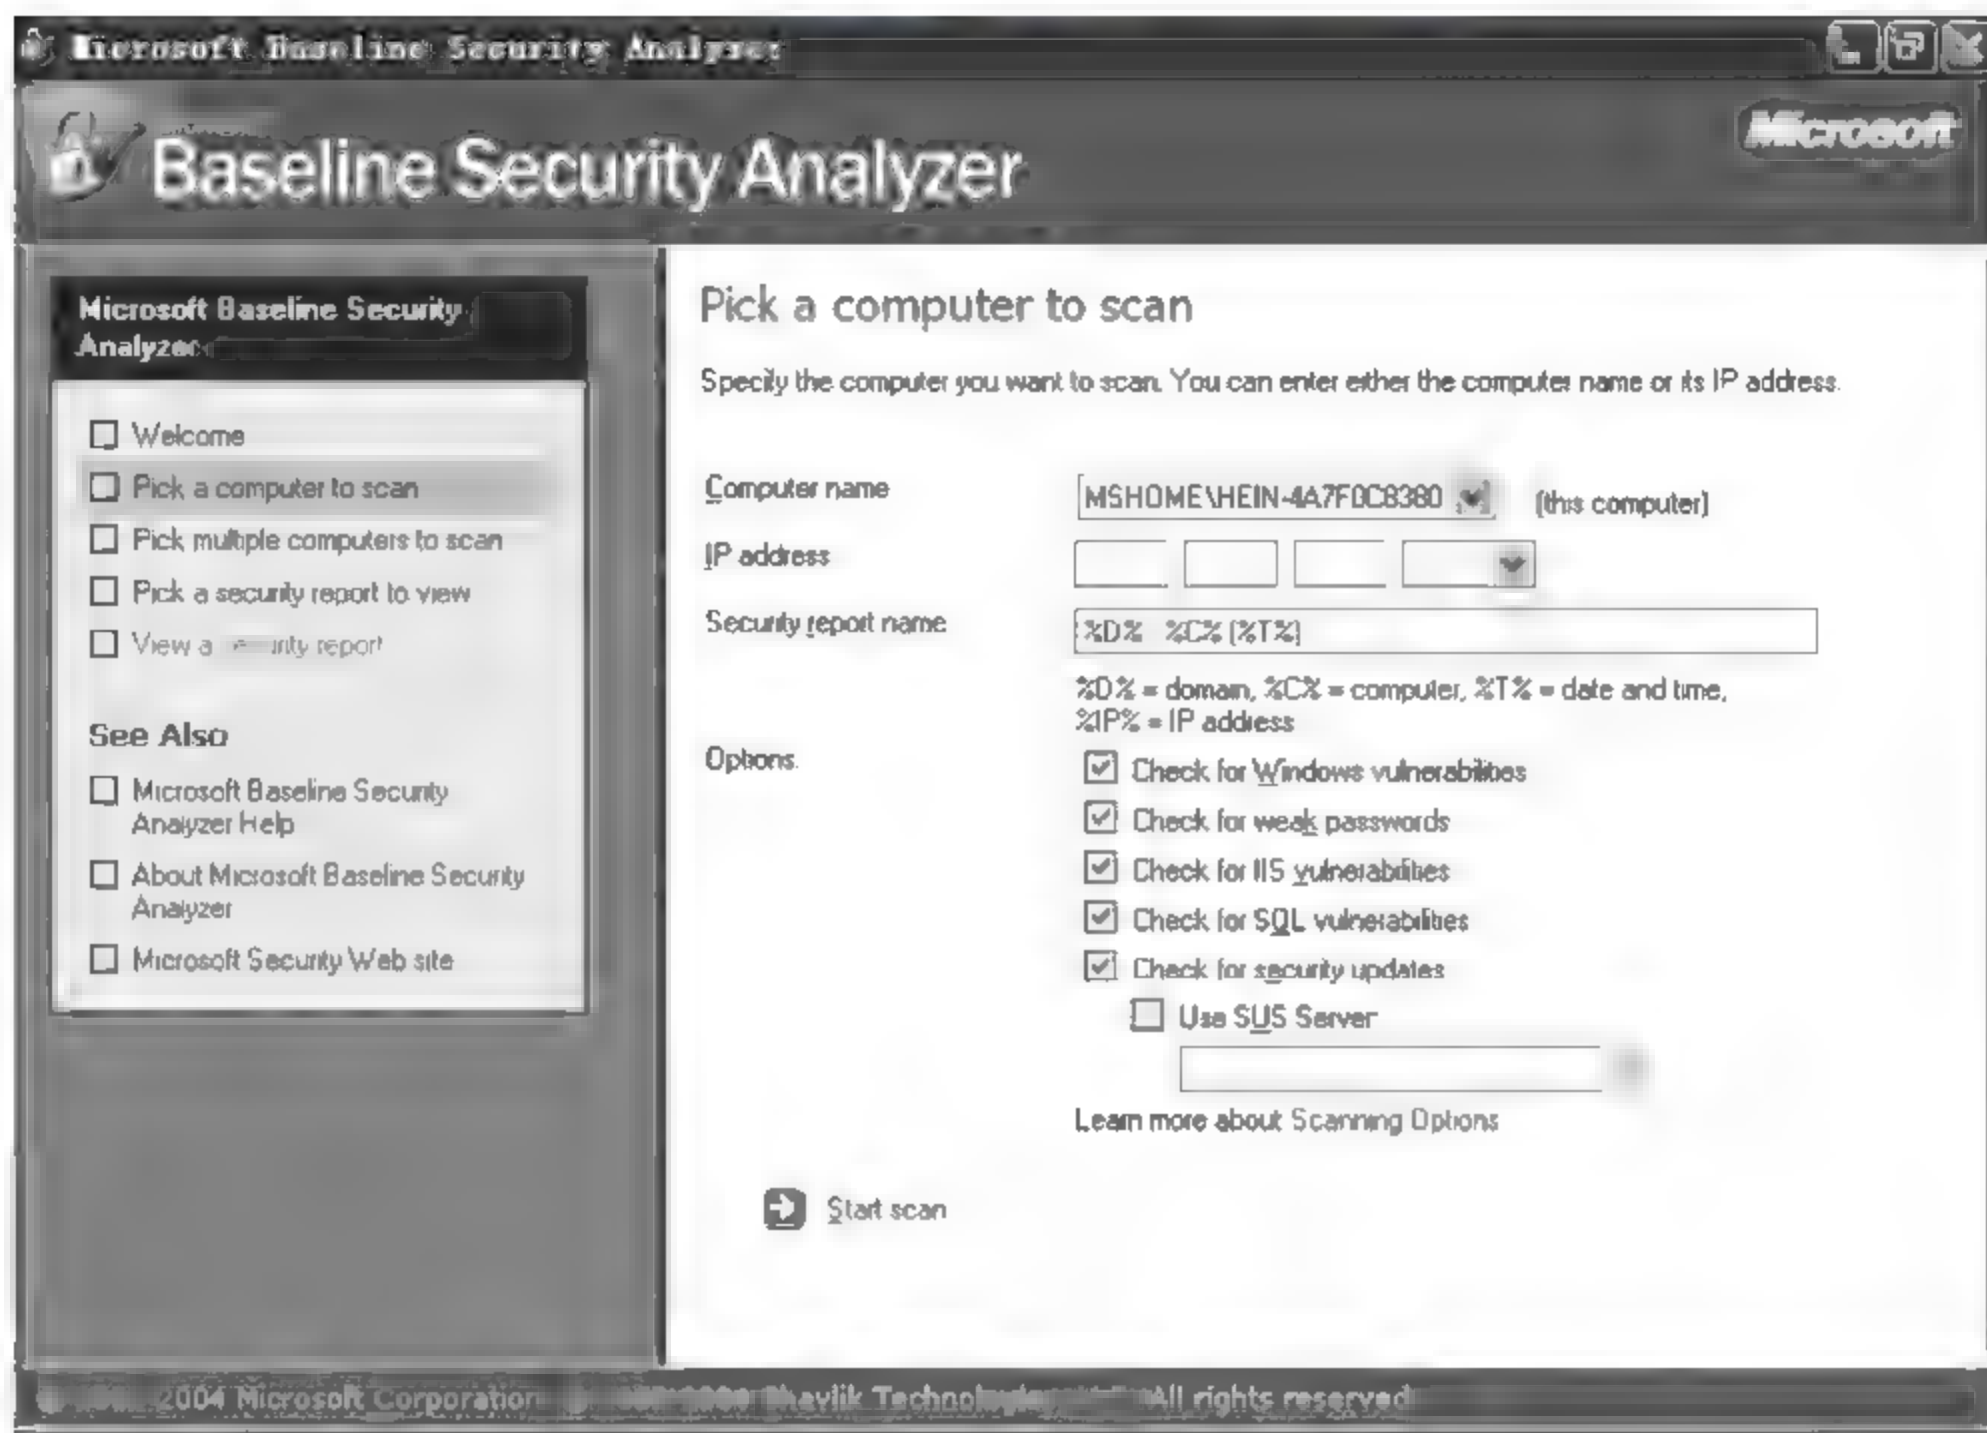 Microsoft Baseline Security Analyzer
Baseline Security Analyzer
Microsoft
Microsoft Baseline Security
Analyzer
Welcome
Pick a computer to scan
Pick multiple computers to scan
Pick a security report to view
View a security report
See Also
Microsoft Baseline Security
Analyzer Help
About Microsoft Baseline Security
Analyzer
Microsoft Security Web site
Pick a computer to scan
Specify the computer you want to scan. You can enter either the computer name or its IP address.
Computer name
MSHOME\HEIN-4A7F0C8380 (this computer)
IP address
Security report name
%D% %C% (%T%)
%D% = domain, %C% = computer, %T% = date and time,
%IP% = IP address
Options:
Check for Windows vulnerabilities
Check for weak passwords
Check for IIS vulnerabilities
Check for SQL vulnerabilities
Check for security updates
Use SUS Server
Learn more about Scanning Options
Start scan
2004 Microsoft Corporation Shavlik Technologies All rights reserved